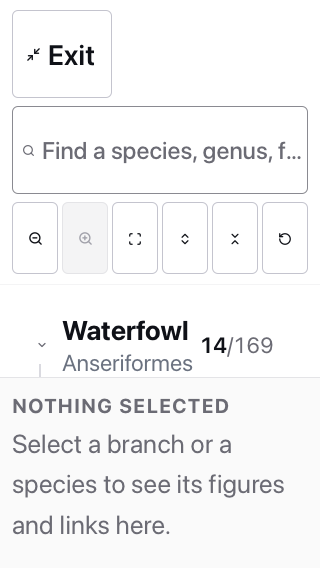 Exit
Find a species, genus, f...
Waterfowl 14/169
Anseriformes
NOTHING SELECTED
Select a branch or a
species to see its figures
and links here.